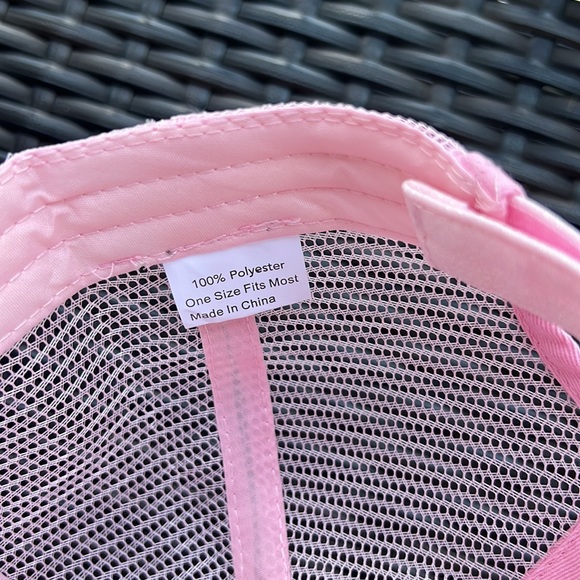 100% Polyester
One Size Fits Most
Made In China